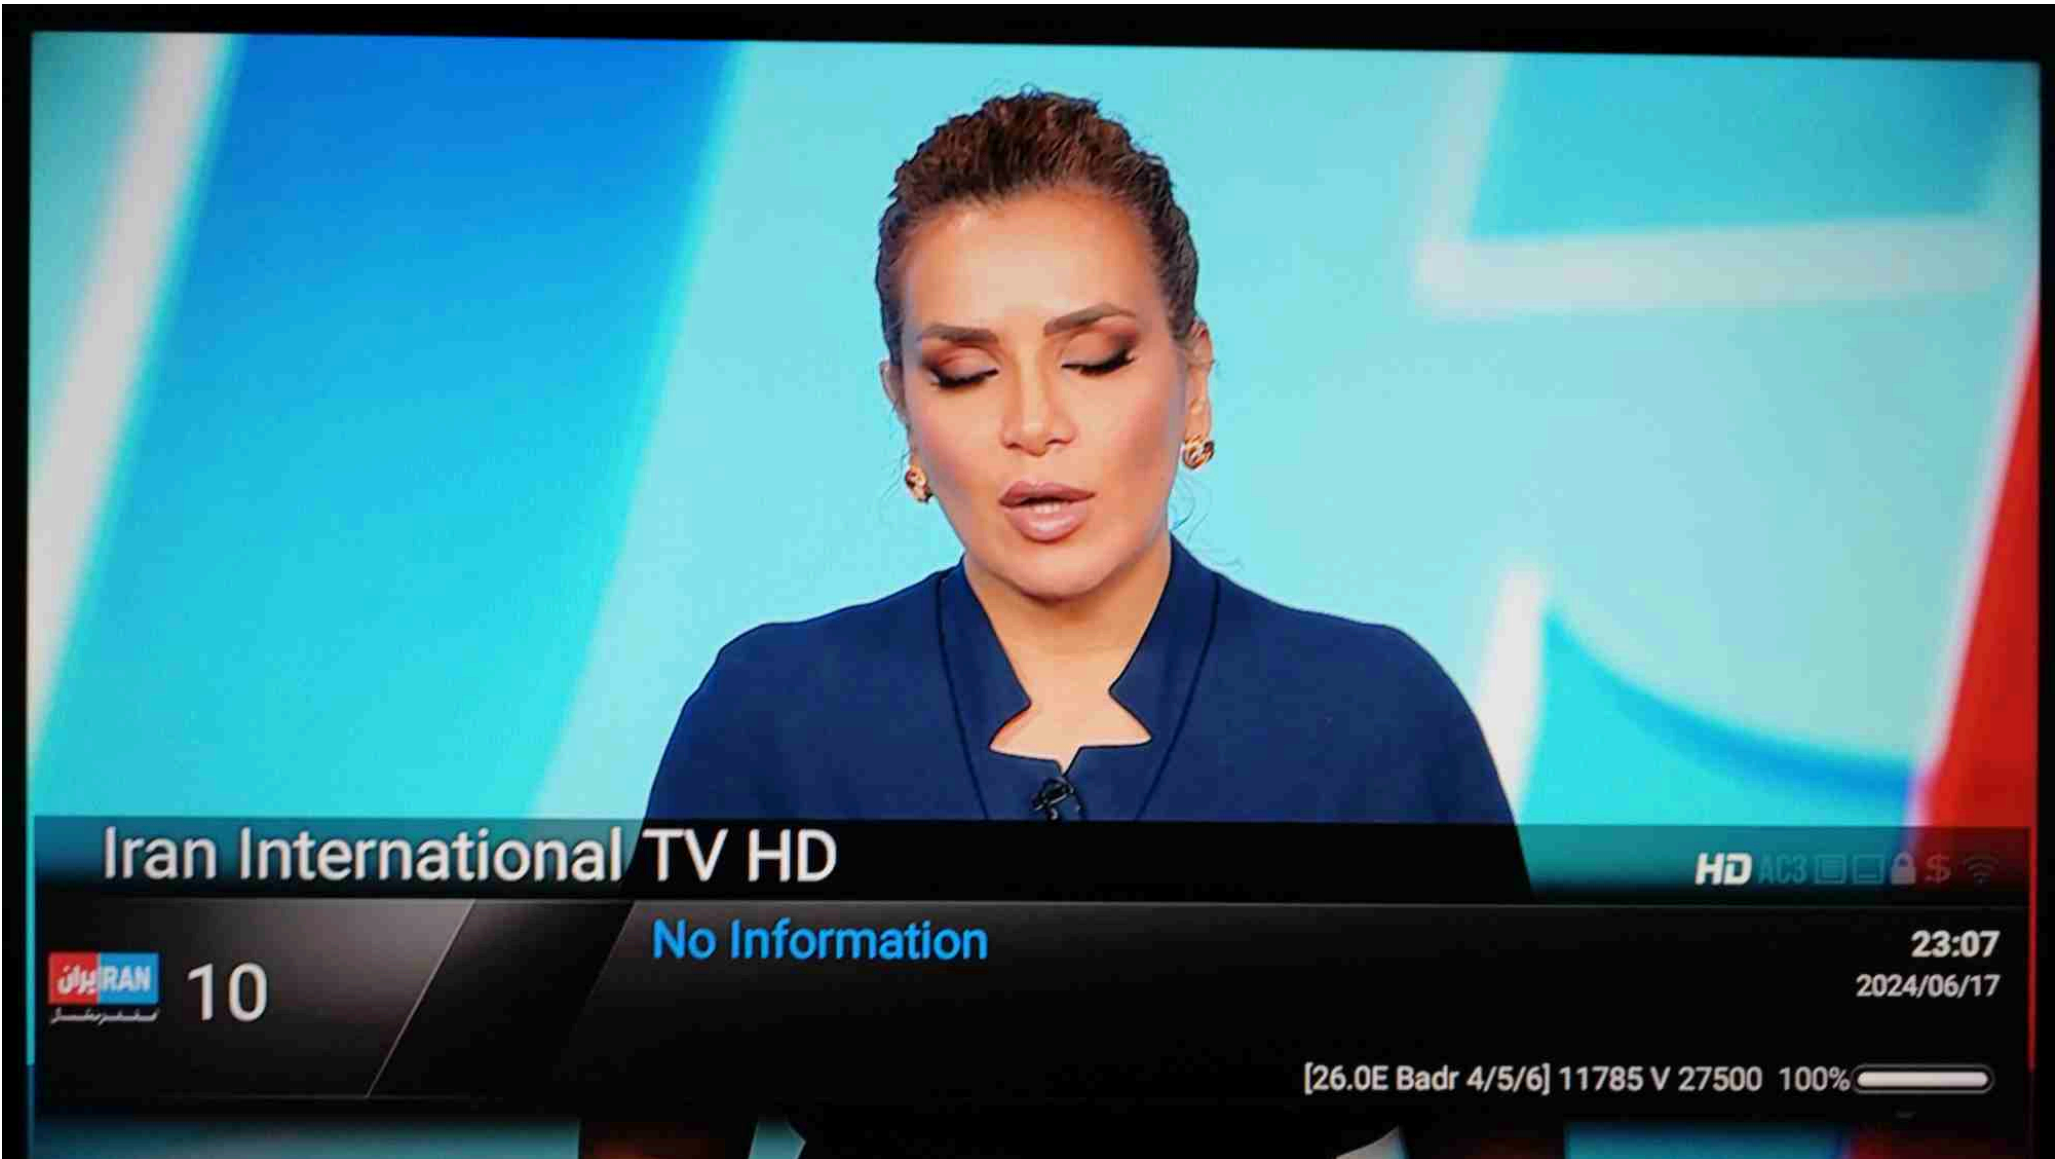 Iran International TV HD
HD AC3 $
No Information
23:07
ایران IRAN
10
2024/06/17
اینترنشنال
[26.0E Badr 4/5/6] 11785 V 27500 100%